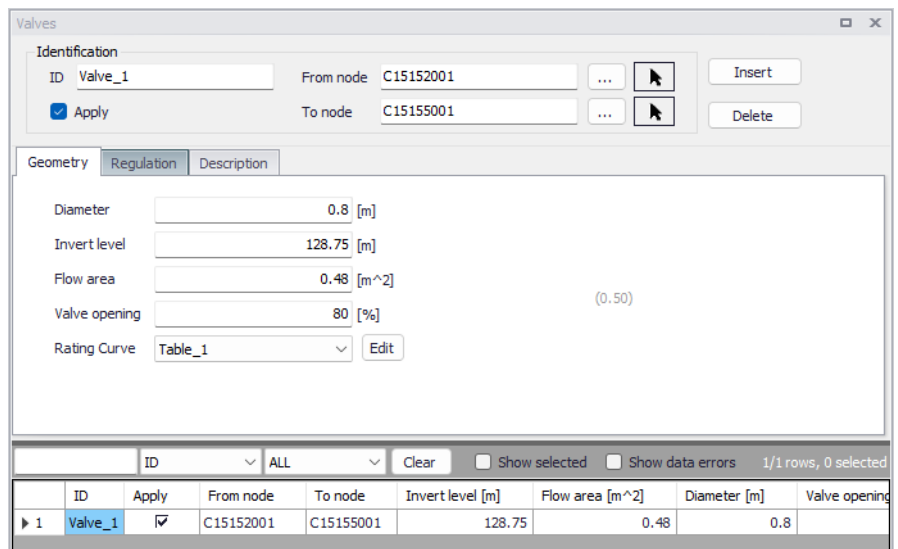 Valves
Identification
ID Valve_1 From node C15152001 ... Insert
Apply To node C15155001 ... Delete
Geometry Regulation Description
Diameter 0.8 [m]
Invert level 128.75 [m]
Flow area 0.48 [m^2]
(0.50)
Valve opening 80 [%]
Rating Curve Table_1 Edit
ID ALL Clear Show selected Show data errors 1/1 rows, 0 selected
ID Apply From node To node Invert level [m] Flow area [m^2] Diameter [m] Valve opening
1 Valve_1 C15152001 C15155001 128.75 0.48 0.8